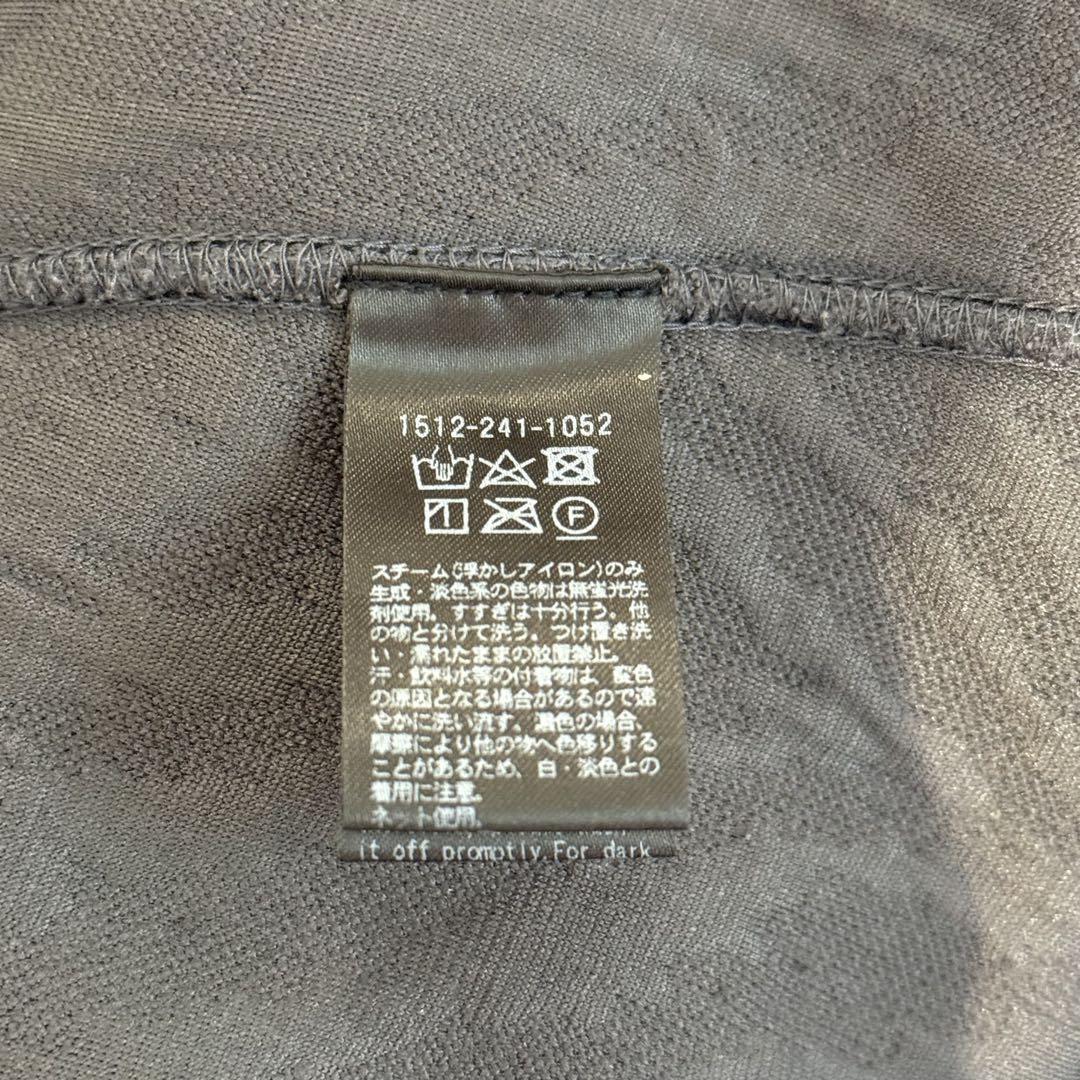 1512-241-1052
F
スチーム(浮かしアイロン)のみ
生成・淡色系の色物は無蛍光洗
剤使用。すすぎは十分行う。他
の物と分けて洗う。つけ置き洗
い・濡れたままの放置禁止。
汗・飲料水等の付着物は、変色
の原因となる場合があるので速
やかに洗い流す。濃色の場合、
摩擦により他の物へ色移りする
ことがあるため、白・淡色との
着用に注意。
ネット使用。
it off promptly.For dark